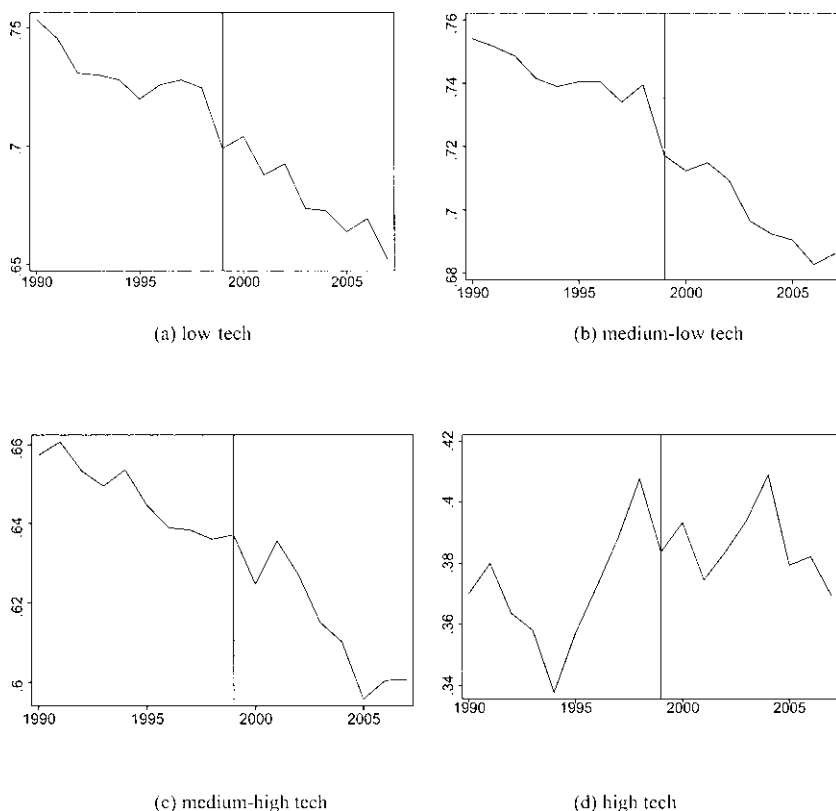 .75
.7
.65
1990 1995 2000 2005
(a) low tech
.76
.74
.72
.7
.68
1990 1995 2000 2005
(b) medium-low tech
.66
.64
.62
.6
1990 1995 2000 2005
(c) medium-high tech
.42
.4
.38
.36
.34
1990 1995 2000 2005
(d) high tech